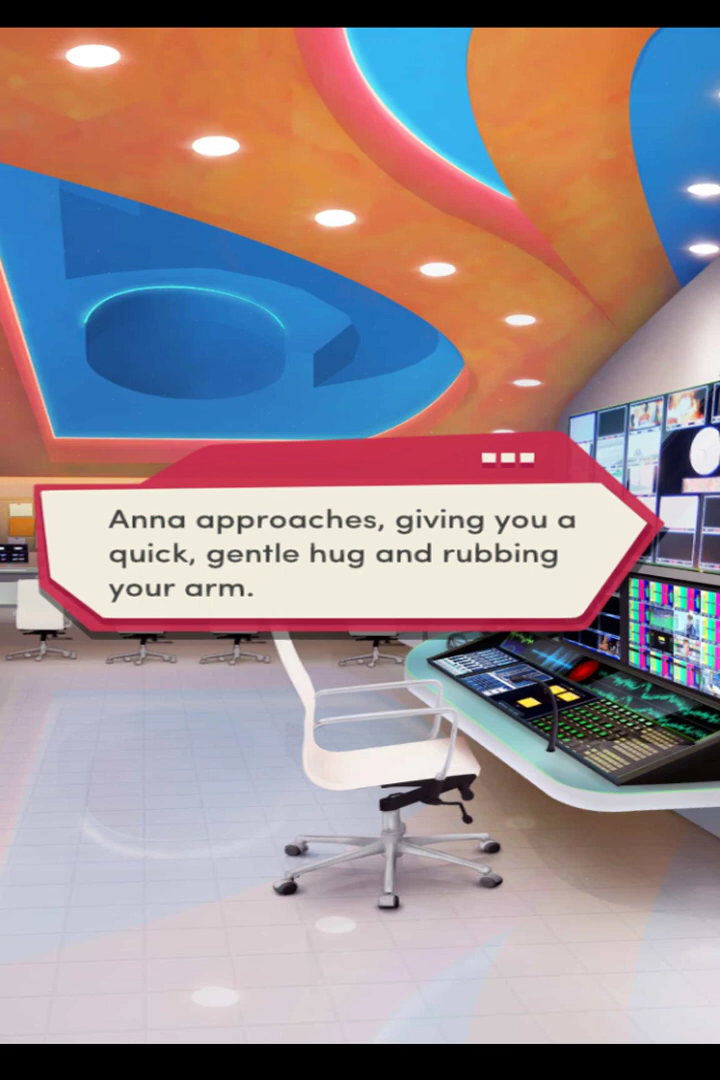 Anna approaches, giving you a
quick, gentle hug and rubbing
your arm.